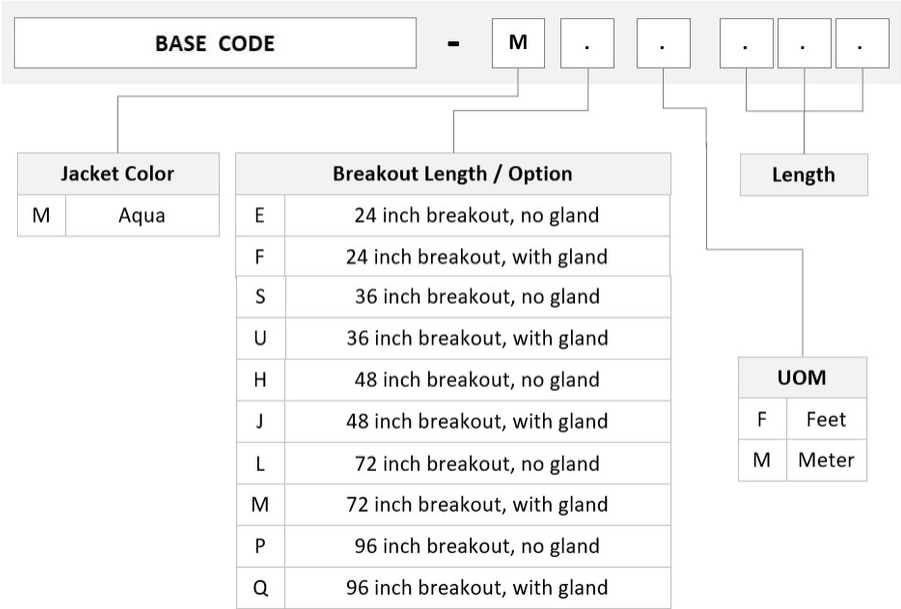 BASE CODE - M . . . . .
Jacket Color
M Aqua
Breakout Length / Option
E 24 inch breakout, no gland
F 24 inch breakout, with gland
S 36 inch breakout, no gland
U 36 inch breakout, with gland
H 48 inch breakout, no gland
J 48 inch breakout, with gland
L 72 inch breakout, no gland
M 72 inch breakout, with gland
P 96 inch breakout, no gland
Q 96 inch breakout, with gland
Length
UOM
F Feet
M Meter